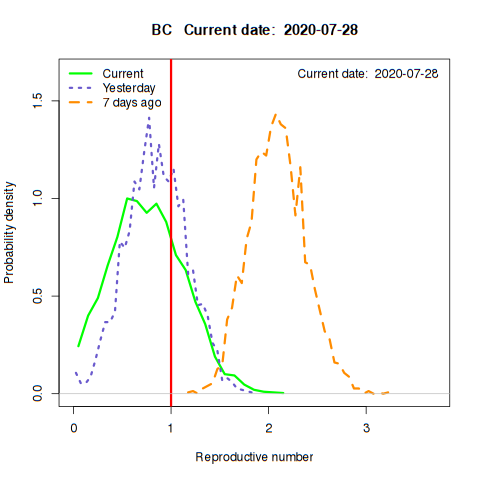 BC Current date: 2020-07-28
Current date: 2020-07-28
Current
Yesterday
7 days ago
Probability density
0.0
0.5
1.0
1.5
0 1 2 3
Reproductive number